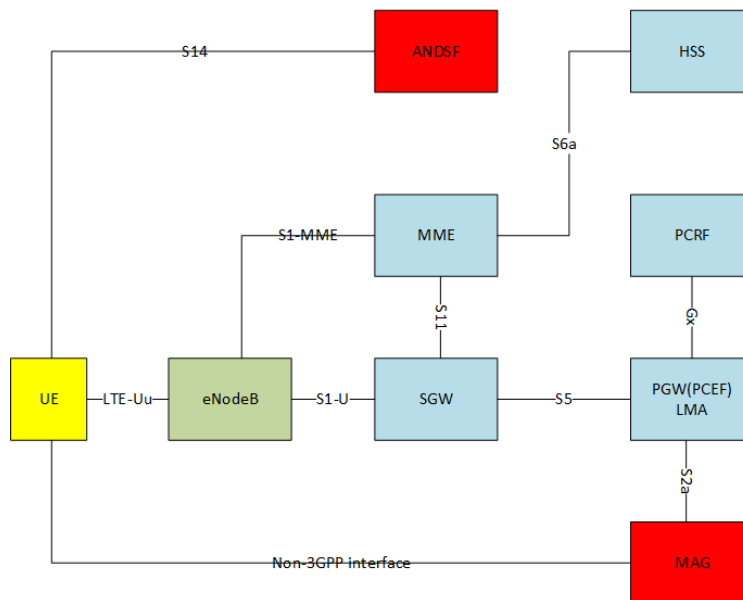 S14
ANDSF
HSS
S6a
S1-MME
MME
PCRF
S11
Gx
UE
LTE-Uu
eNodeB
S1-U
SGW
S5
PGW(PCEF)
LMA
S2a
Non-3GPP interface
MAG